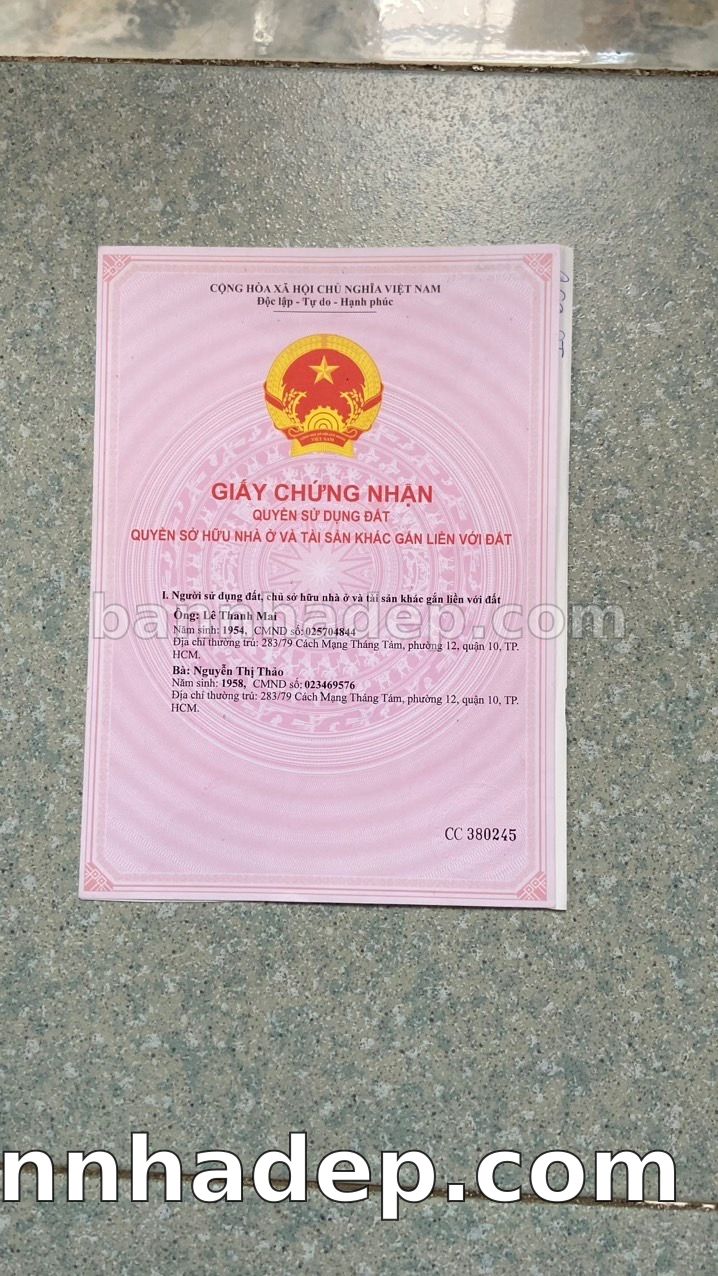 CỘNG HÒA XÃ HỘI CHỦ NGHĨA VIỆT NAM
Độc lập - Tự do - Hạnh phúc
VIỆT NAM
GIẤY CHỨNG NHẬN
QUYỀN SỬ DỤNG ĐẤT
QUYỀN SỞ HỮU NHÀ Ở VÀ TÀI SẢN KHÁC GẮN LIỀN VỚI ĐẤT
I. Người sử dụng đất, chủ sở hữu nhà ở và tài sản khác gắn liền với đất
bannhadep.com
Ông: Lê Thanh Mai
Năm sinh: 1954, CMND số: 025704844
Địa chỉ thường trú: 283/79 Cách Mạng Tháng Tám, phường 12, quận 10, TP.
HCM.
Bà: Nguyễn Thị Thảo
Năm sinh: 1958, CMND số: 023469576
Địa chỉ thường trú: 283/79 Cách Mạng Tháng Tám, phường 12, quận 10, TP.
HCM.
CC 380245
nnhadep.com